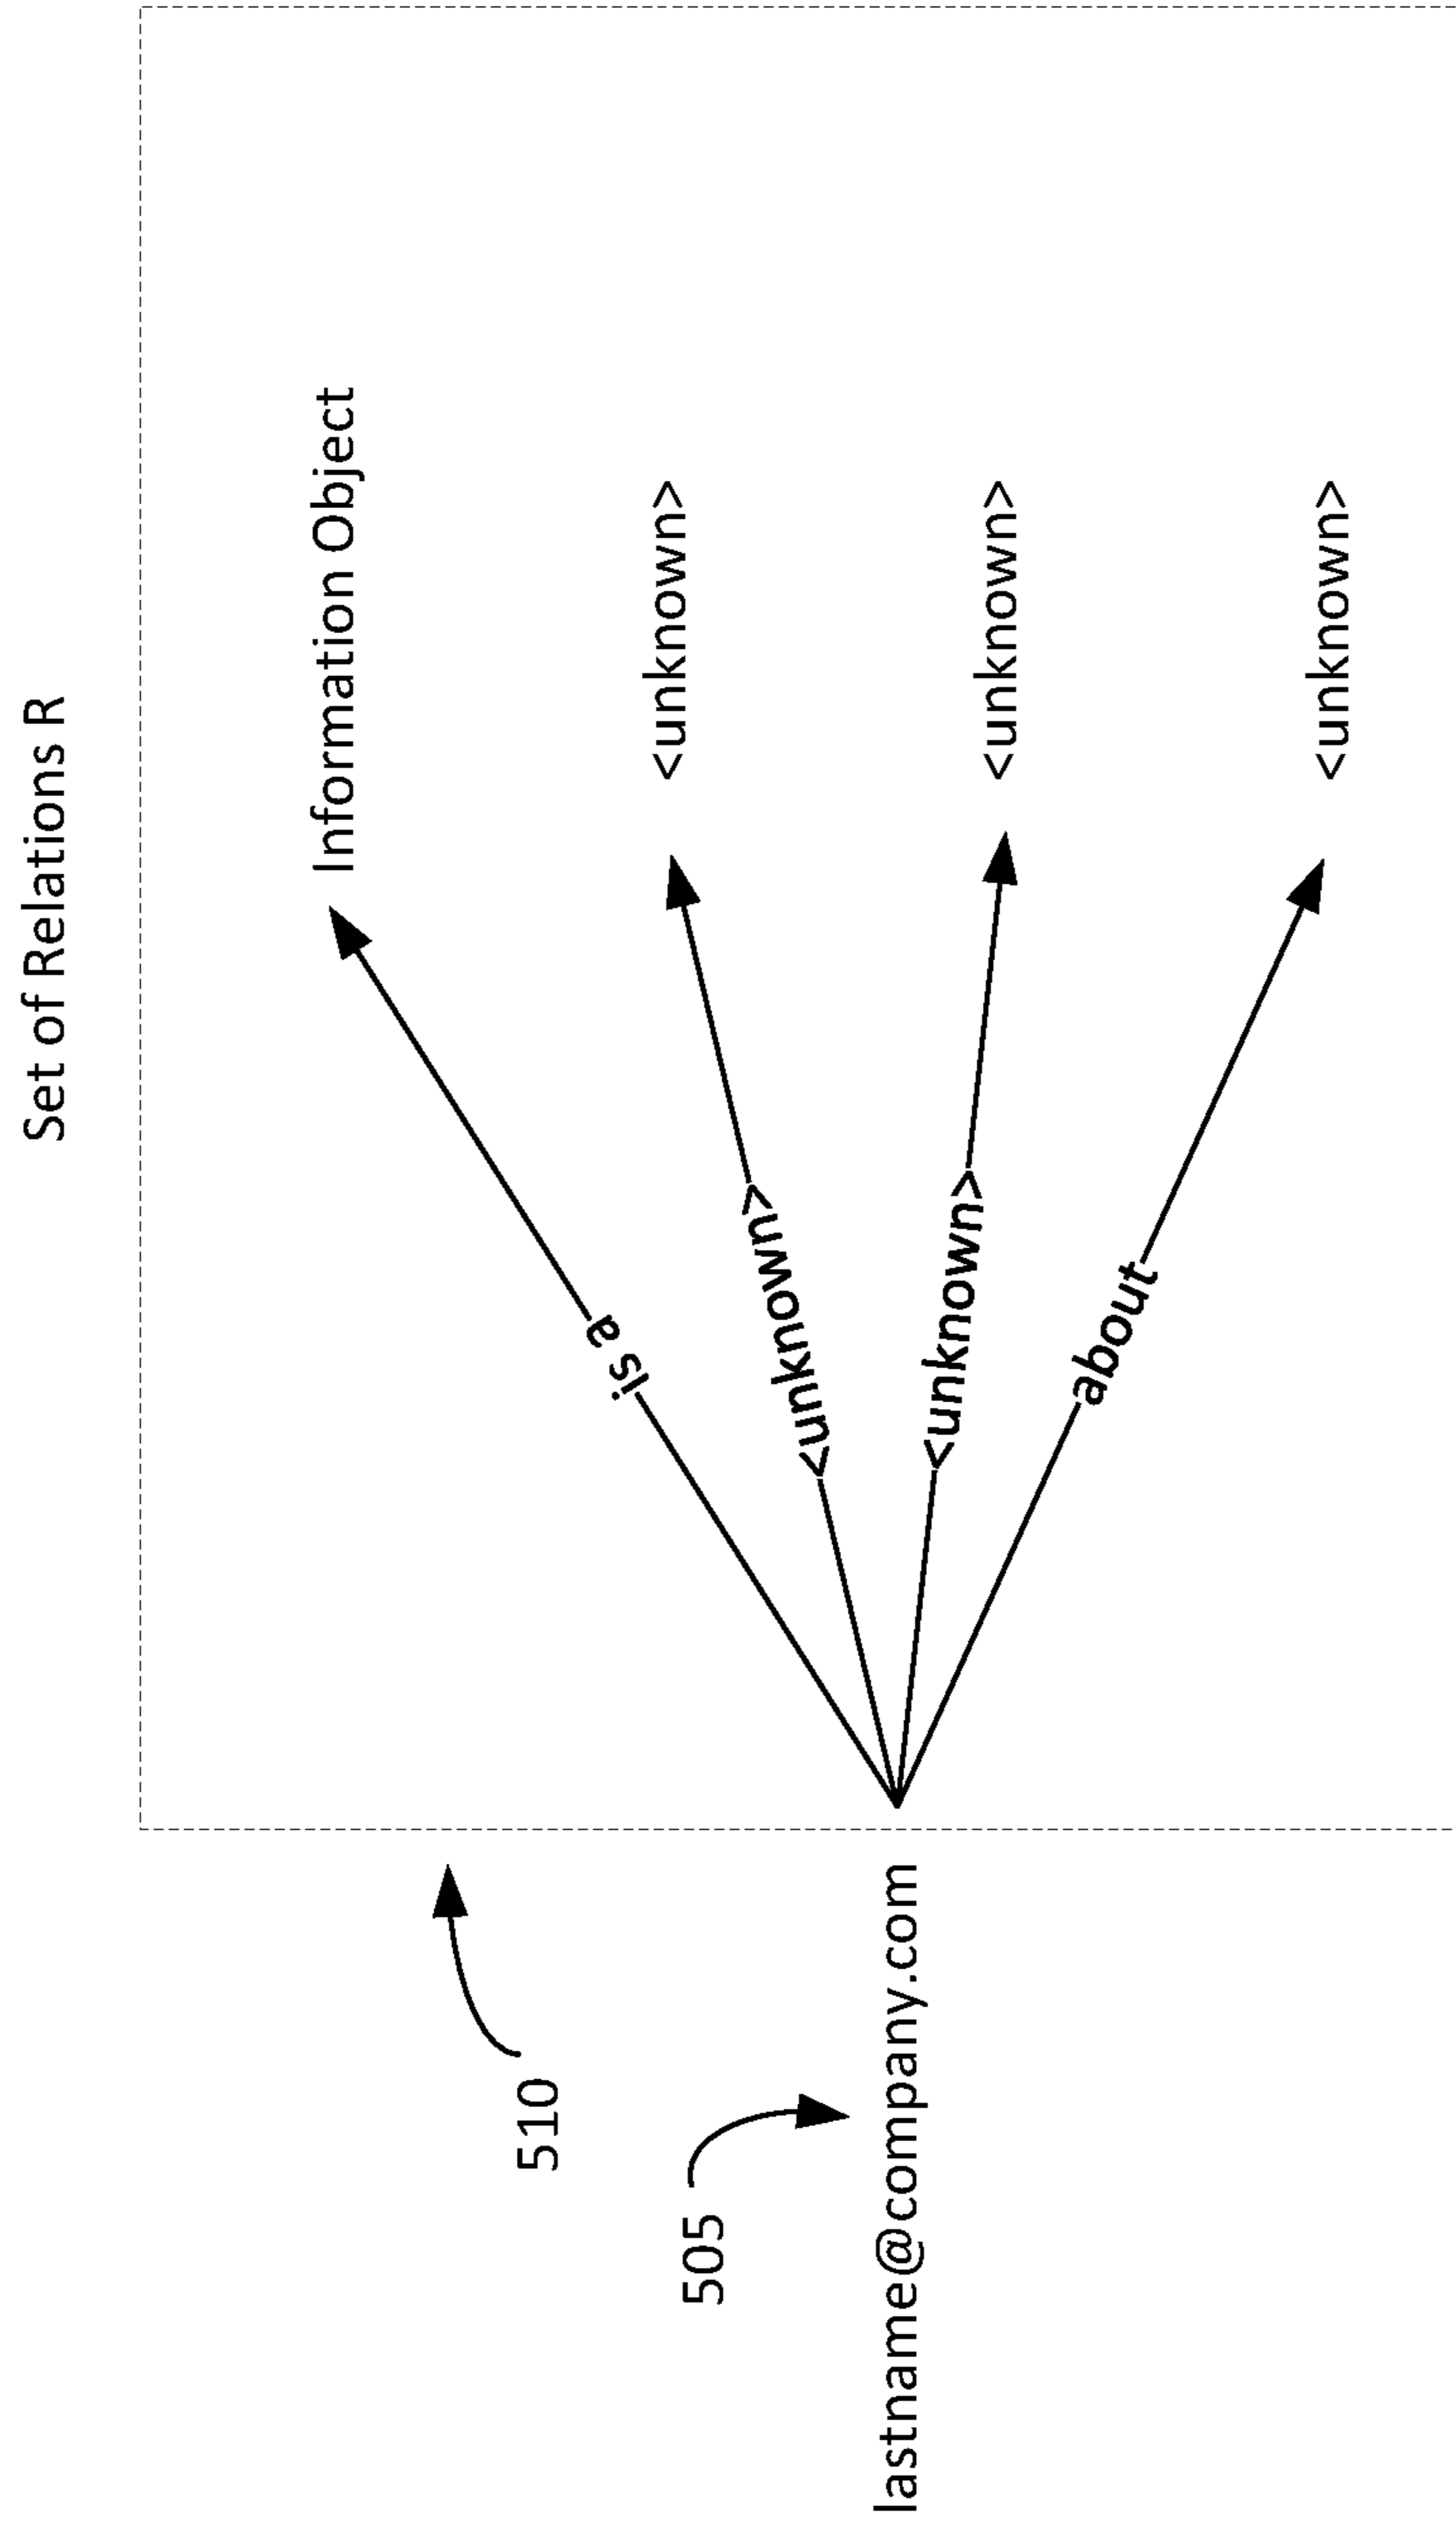 Set of Relations R
510
505
lastname@company.com
is a
Information Object
<unknown>
<unknown>
<unknown>
<unknown>
about
<unknown>